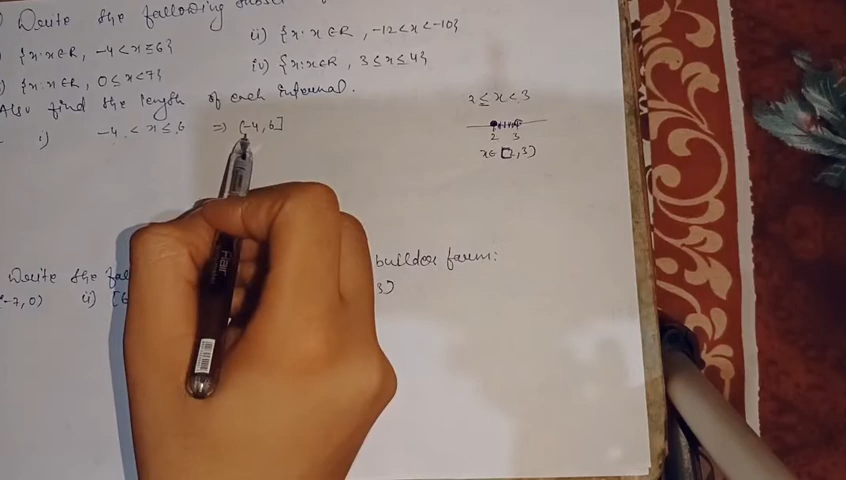 Write the following subset
{x: x∈R, -4<x≤6} ii) {x: x∈R, -12<x<-10}
{x: x∈R, 0≤x<7} iv) {x: x∈R, 3≤x≤4}
Also find the length of each interval.
i) -4 < x ≤ 6 ⇒ (-4, 6]
2≤x<3
2 3
x∈ , 3)
Write the builder form:
-7, 0) ii) [6 3)
Hair